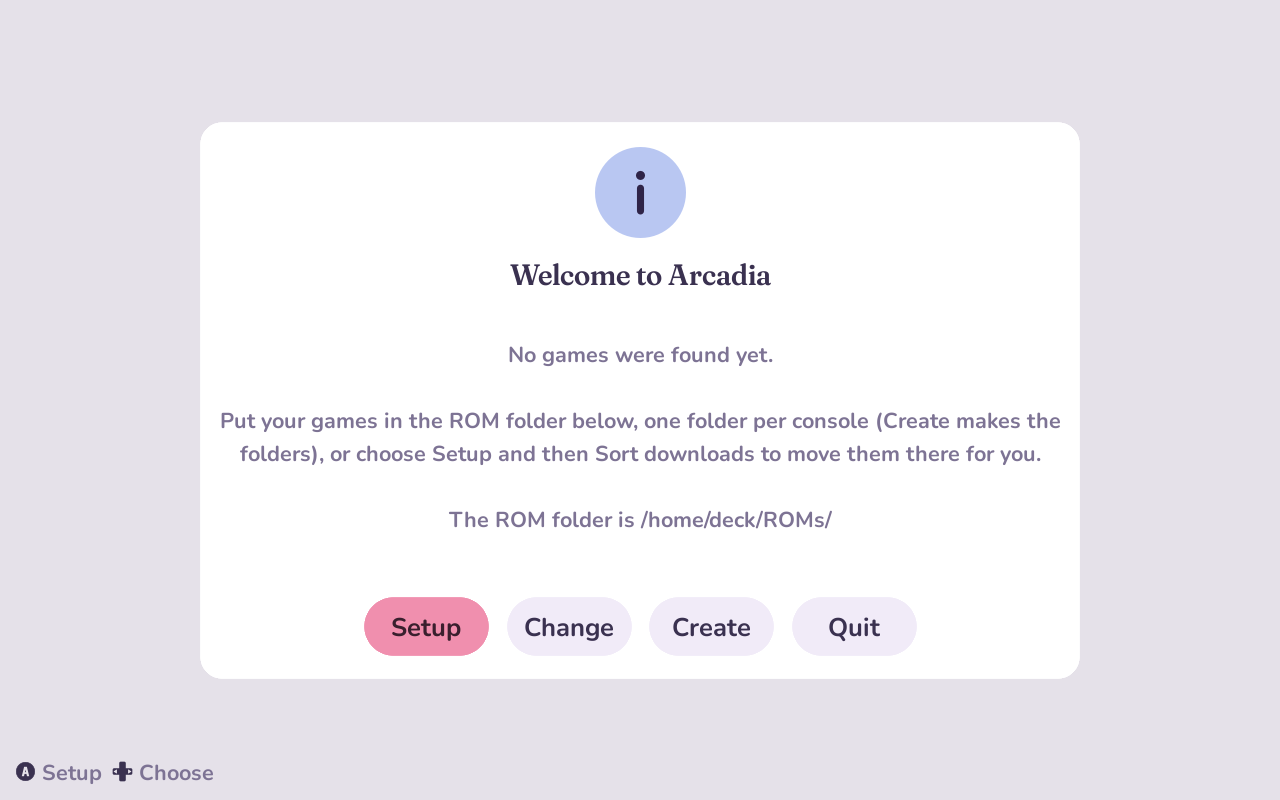 Welcome to Arcadia
No games were found yet.
Put your games in the ROM folder below, one folder per console (Create makes the
folders), or choose Setup and then Sort downloads to move them there for you.
The ROM folder is /home/deck/ROMs/
Setup Change Create Quit
A Setup Choose